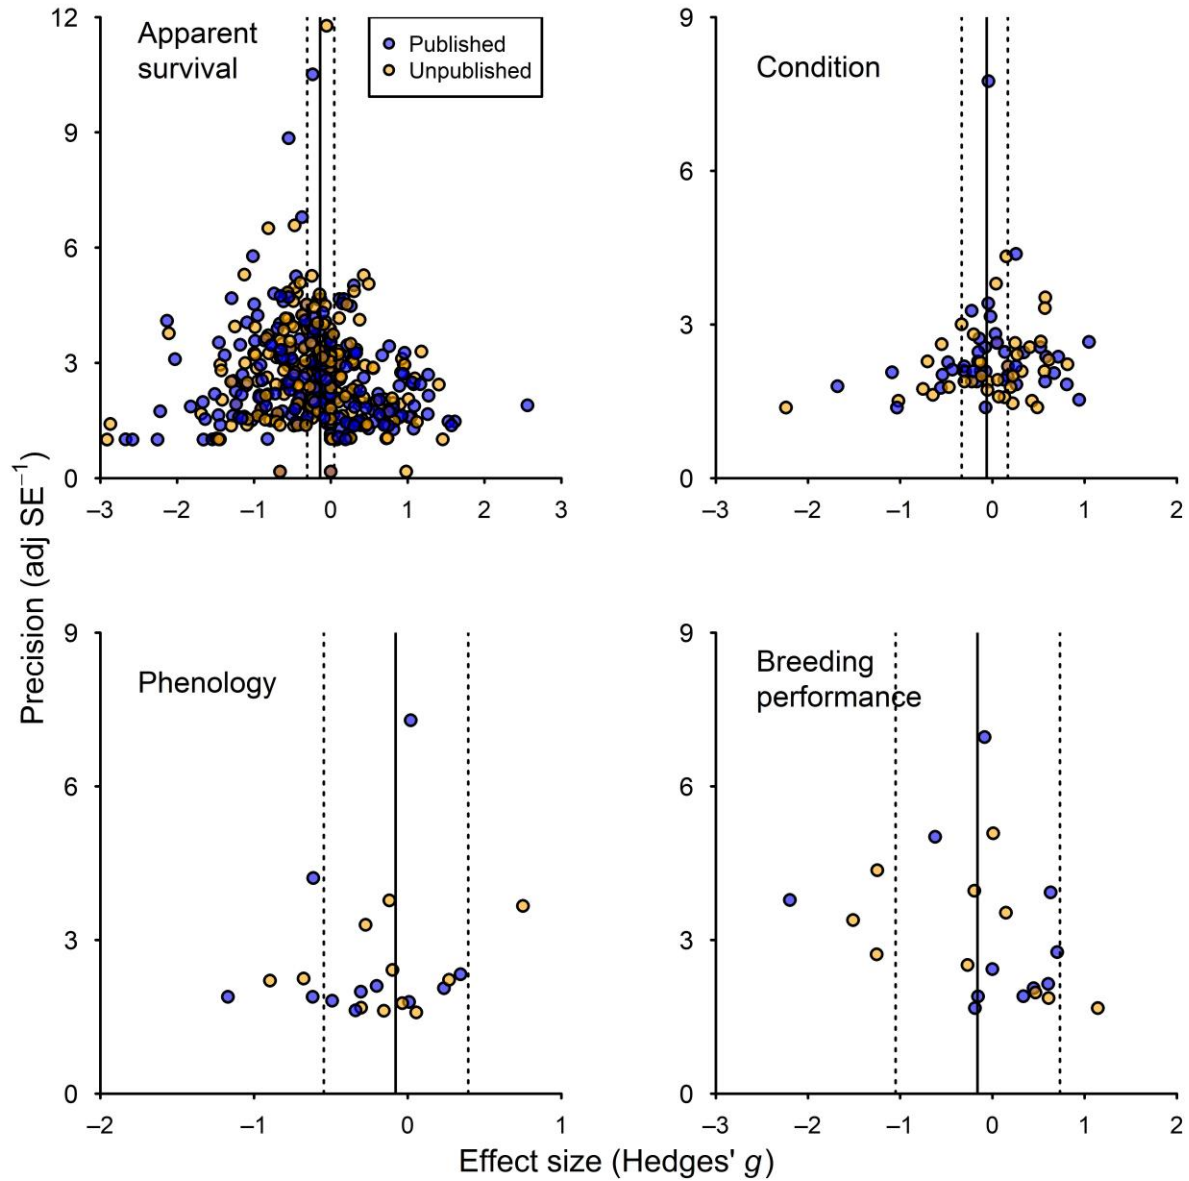 Apparent
survival
Published
Unpublished
12
9
6
3
0
–3 –2 –1 0 1 2 3
Condition
9
6
3
0
–3 –2 –1 0 1 2
Precision (adj SE–1)
Phenology
9
6
3
0
–2 –1 0 1
Breeding
performance
9
6
3
0
–3 –2 –1 0 1 2
Effect size (Hedges' g)